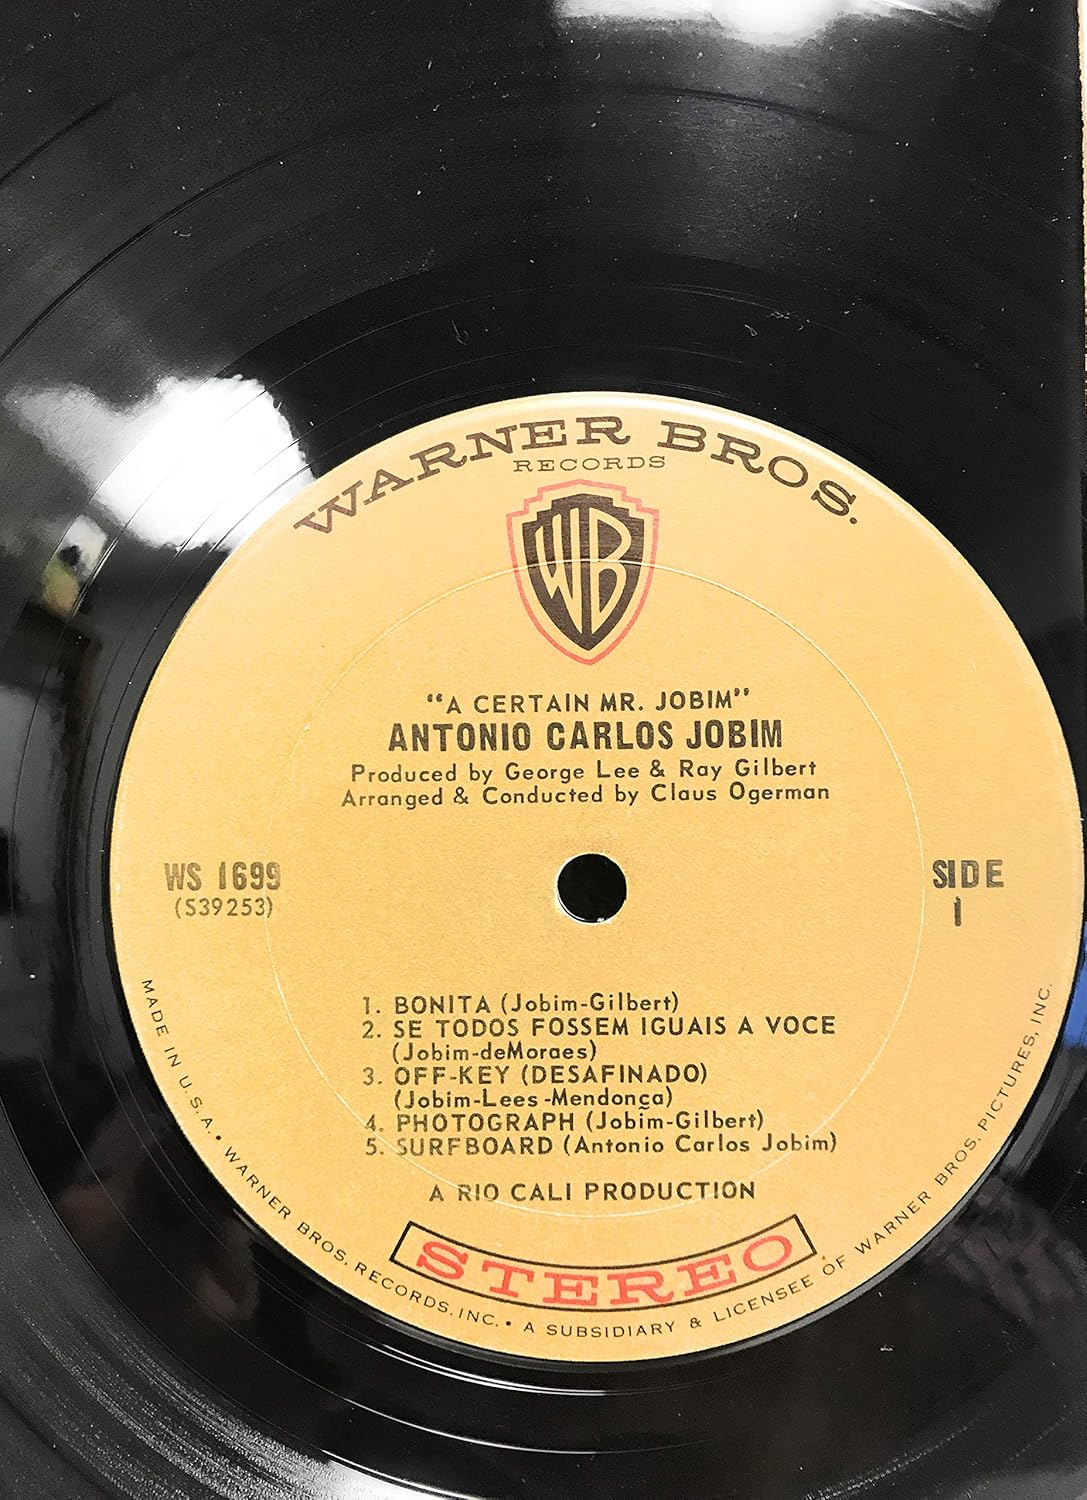 WARNER BROS.
RECORDS
WB
“A CERTAIN MR. JOBIM”
ANTONIO CARLOS JOBIM
Produced by George Lee & Ray Gilbert
Arranged & Conducted by Claus Ogerman
WS 1699
(S39253)
SIDE
1
1. BONITA (Jobim-Gilbert)
2. SE TODOS FOSSEM IGUAIS A VOCE
(Jobim-deMoraes)
3. OFF-KEY (DESAFINADO)
(Jobim-Lees-Mendonça)
4. PHOTOGRAPH (Jobim-Gilbert)
5. SURFBOARD (Antonio Carlos Jobim)
A RIO CALI PRODUCTION
STEREO
MADE IN U.S.A. • WARNER BROS. RECORDS, INC. • A SUBSIDIARY & LICENSEE OF WARNER BROS. PICTURES, INC.